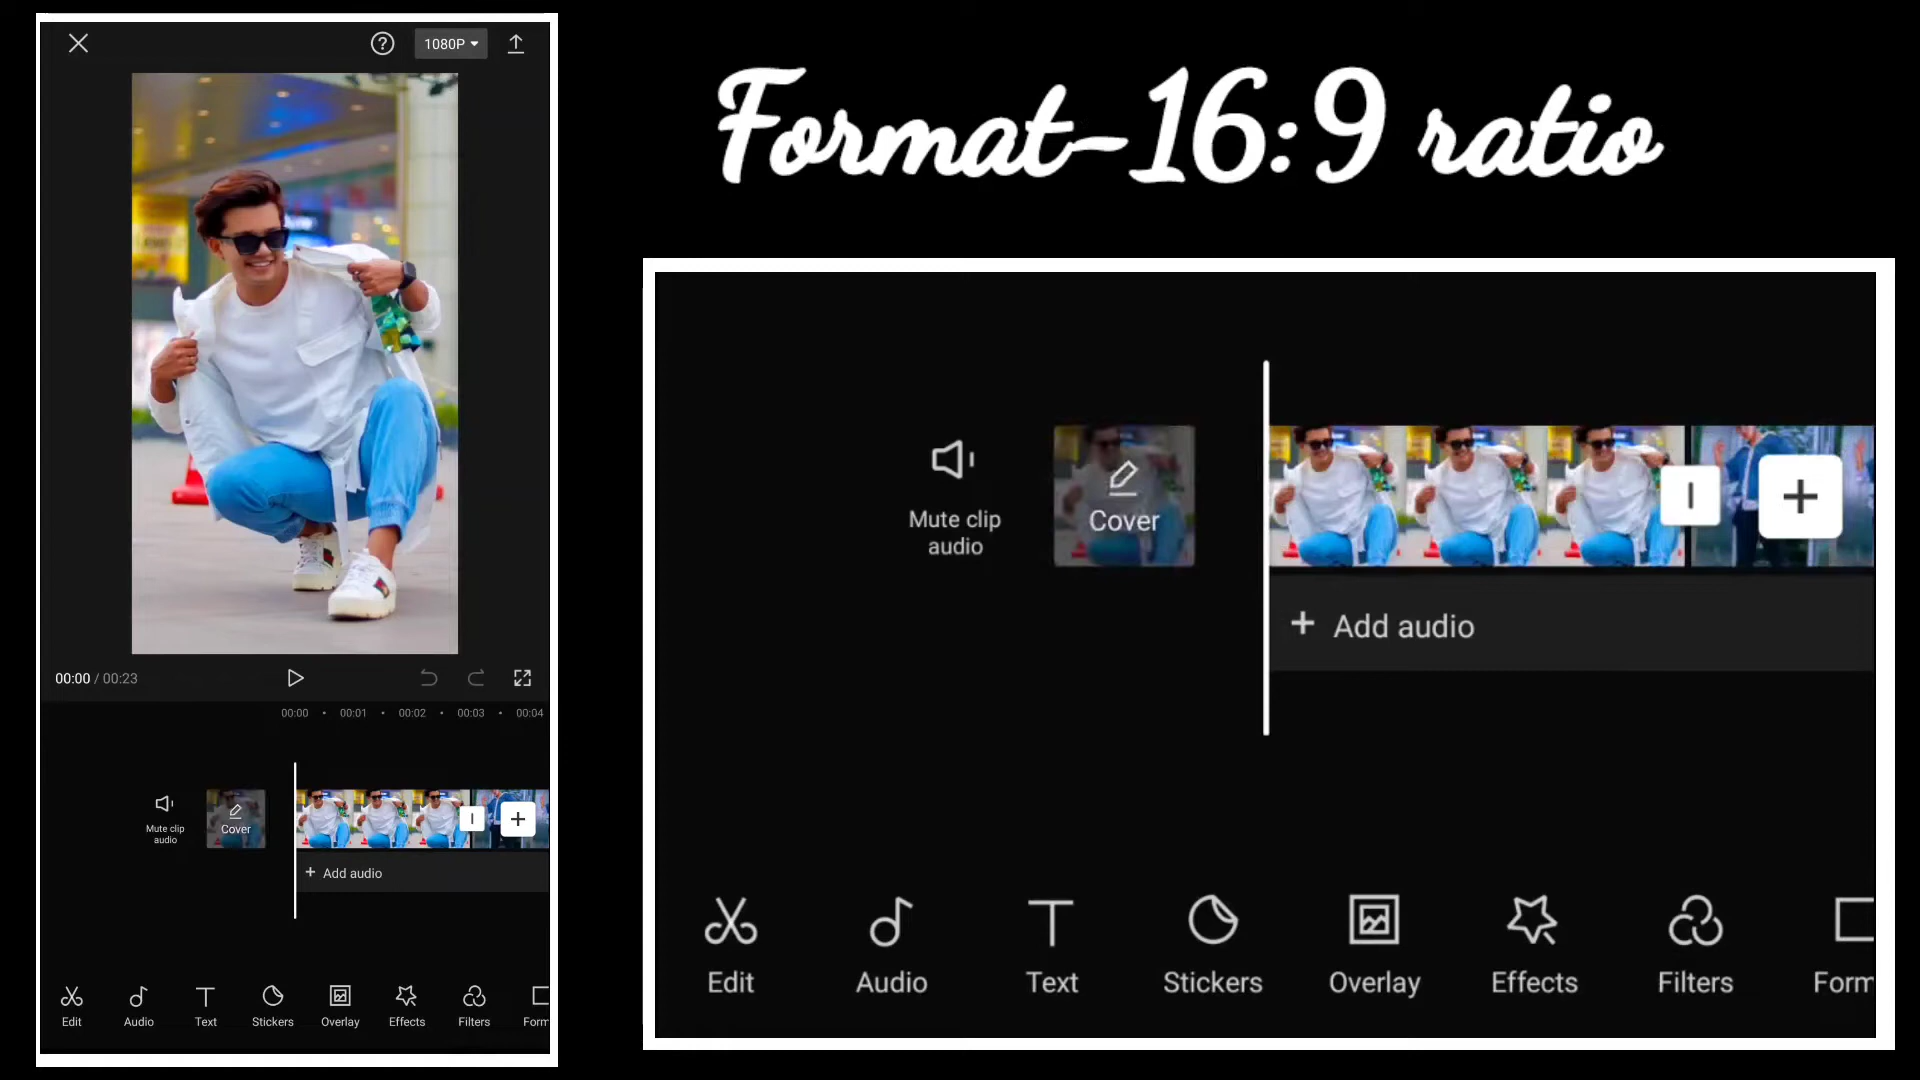 1080P
Format-16:9 ratio
00:00 / 00:23
00:00 • 00:01 • 00:02 • 00:03 • 00:04
Mute clip
audio
Cover
+ Add audio
Edit Audio Text Stickers Overlay Effects Filters Form
Mute clip
audio
Cover
+ Add audio
Edit Audio Text Stickers Overlay Effects Filters Form